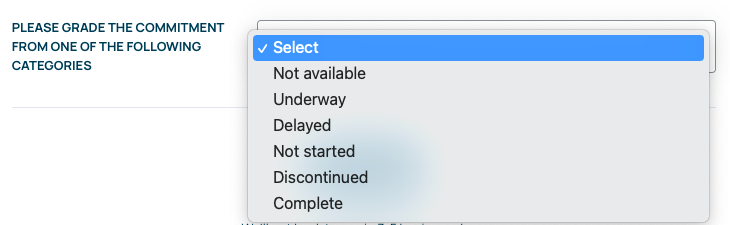 PLEASE GRADE THE COMMITMENT
FROM ONE OF THE FOLLOWING
CATEGORIES
✓ Select
Not available
Underway
Delayed
Not started
Discontinued
Complete